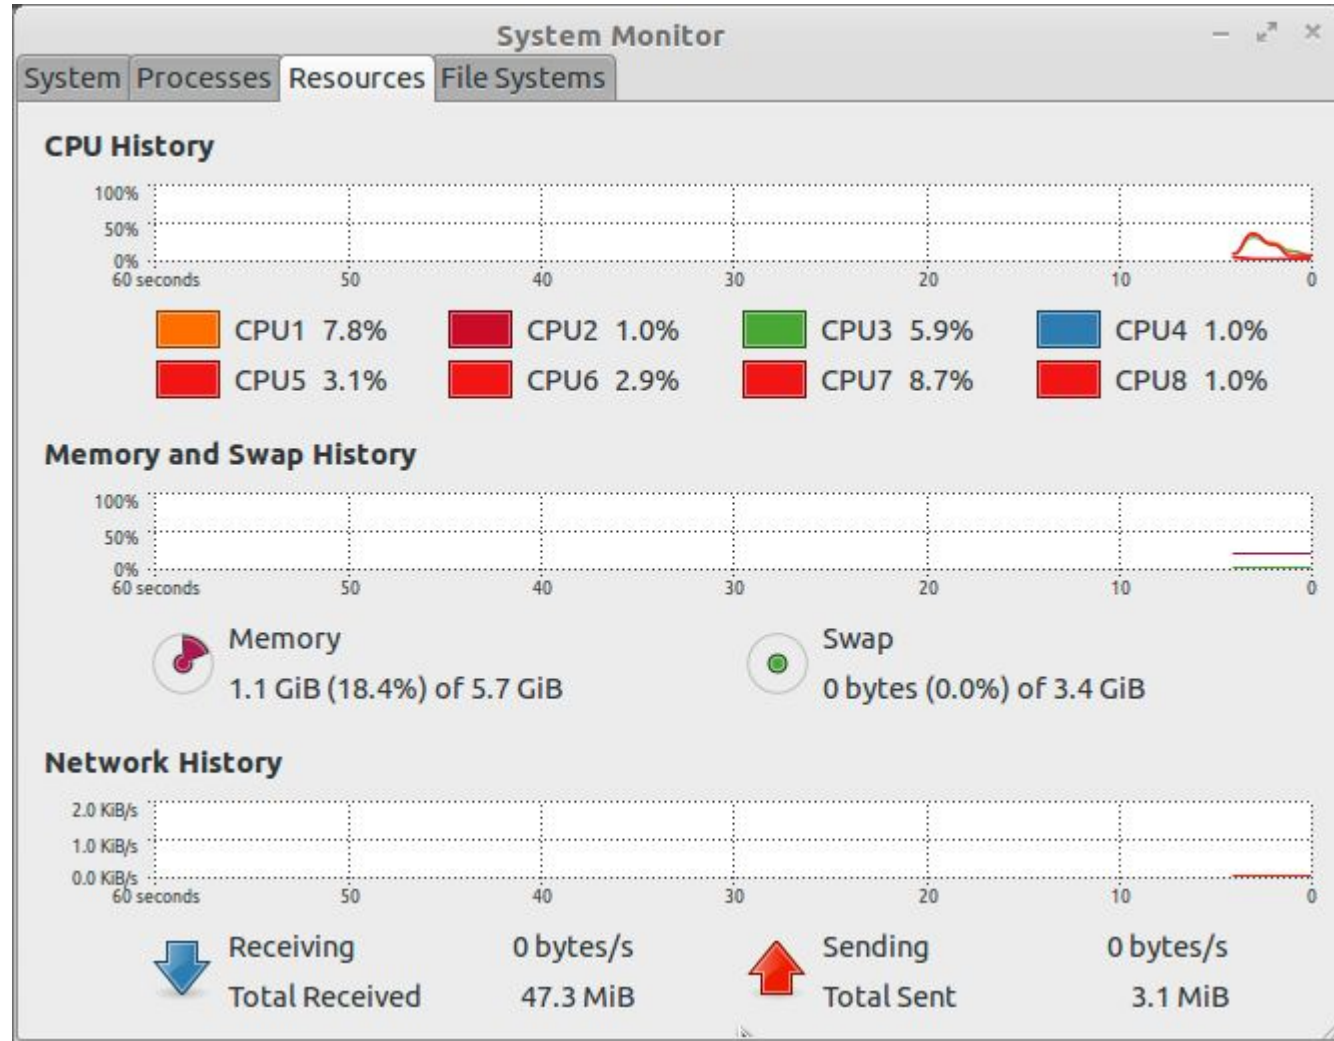 System Monitor
System Processes Resources File Systems
CPU History
100%
50%
0%
60 seconds 50 40 30 20 10 0
CPU1 7.8% CPU2 1.0% CPU3 5.9% CPU4 1.0%
CPU5 3.1% CPU6 2.9% CPU7 8.7% CPU8 1.0%
Memory and Swap History
100%
50%
0%
60 seconds 50 40 30 20 10 0
Memory Swap
1.1 GiB (18.4%) of 5.7 GiB 0 bytes (0.0%) of 3.4 GiB
Network History
2.0 KiB/s
1.0 KiB/s
0.0 KiB/s
60 seconds 50 40 30 20 10 0
Receiving 0 bytes/s Sending 0 bytes/s
Total Received 47.3 MiB Total Sent 3.1 MiB